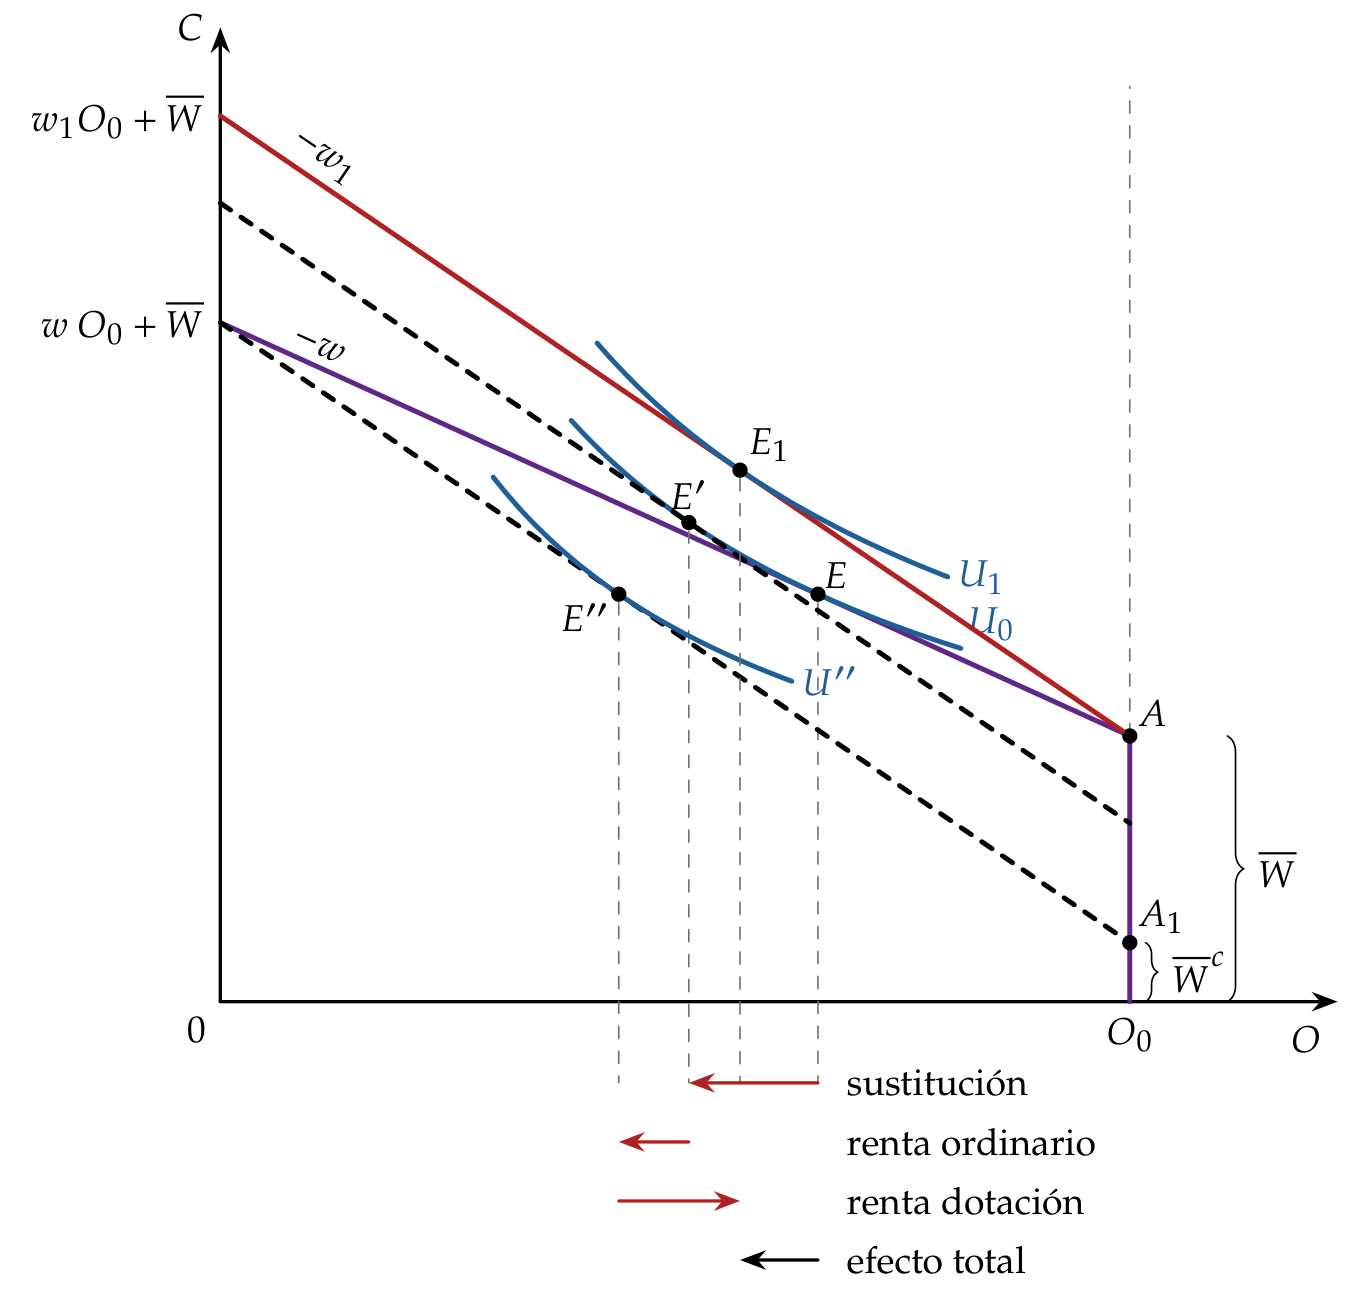 C
w₁O₀ + W̅
−w₁
w O₀ + W̅
−w
E₁
E′
E
U₁
E″
U₀
U″
A
W̅
A₁
W̅ᶜ
0
O₀
O
sustitución
renta ordinario
renta dotación
efecto total